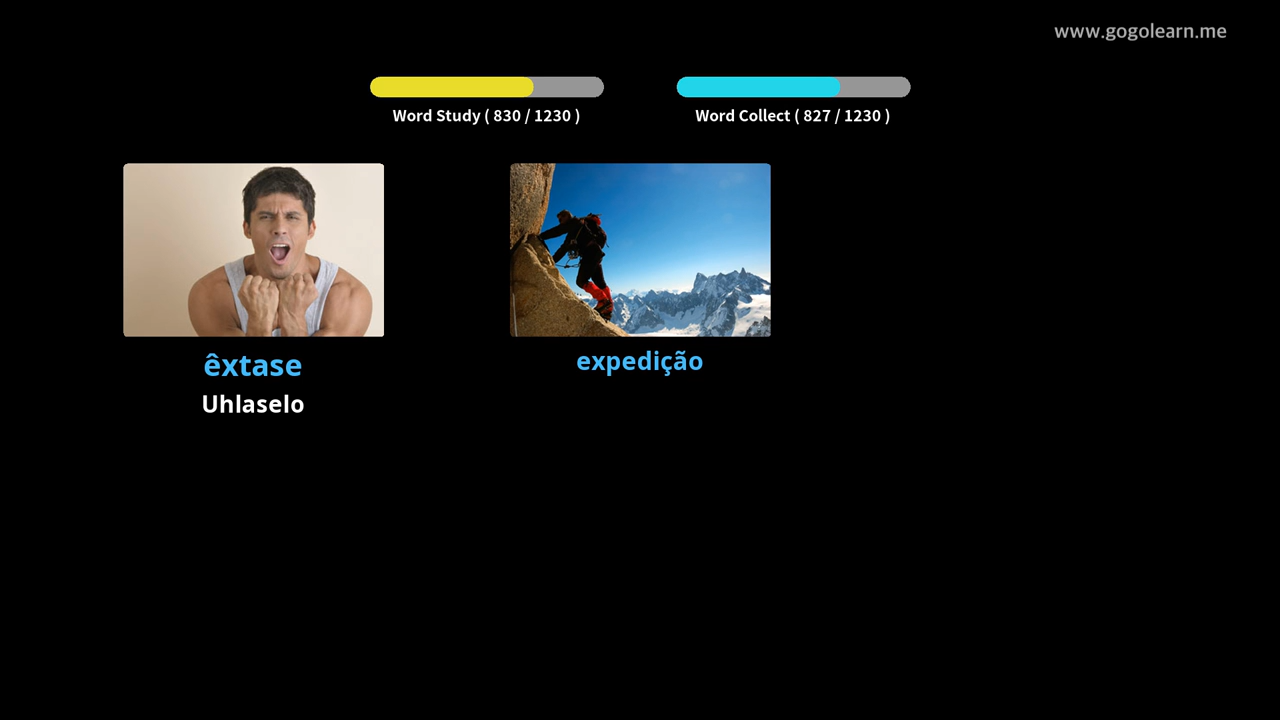 www.gogolearn.me
Word Study ( 830 / 1230 )
Word Collect ( 827 / 1230 )
êxtase
Uhlaselo
expedição